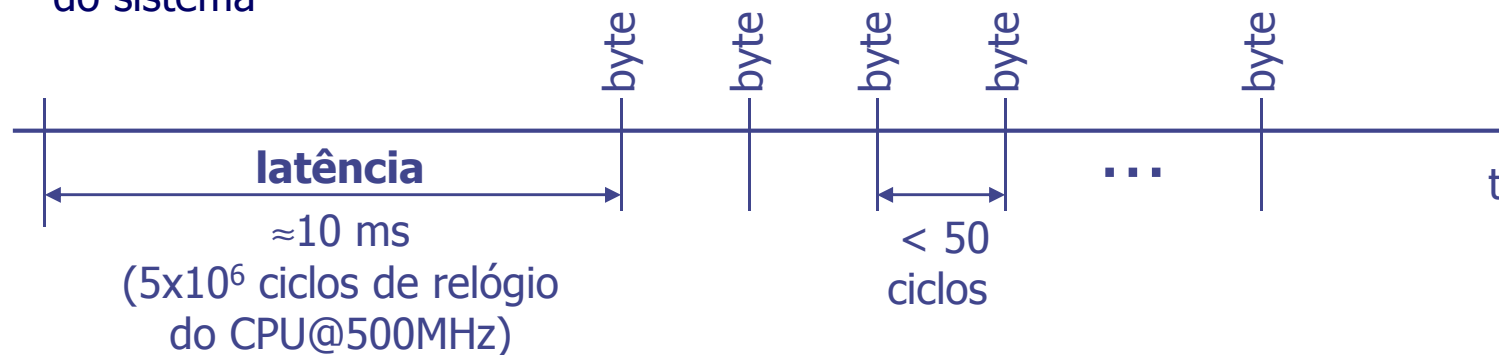 do sistema
byte byte byte byte byte
latência
...
t
≈10 ms
< 50
(5x10⁶ ciclos de relógio
ciclos
do CPU@500MHz)